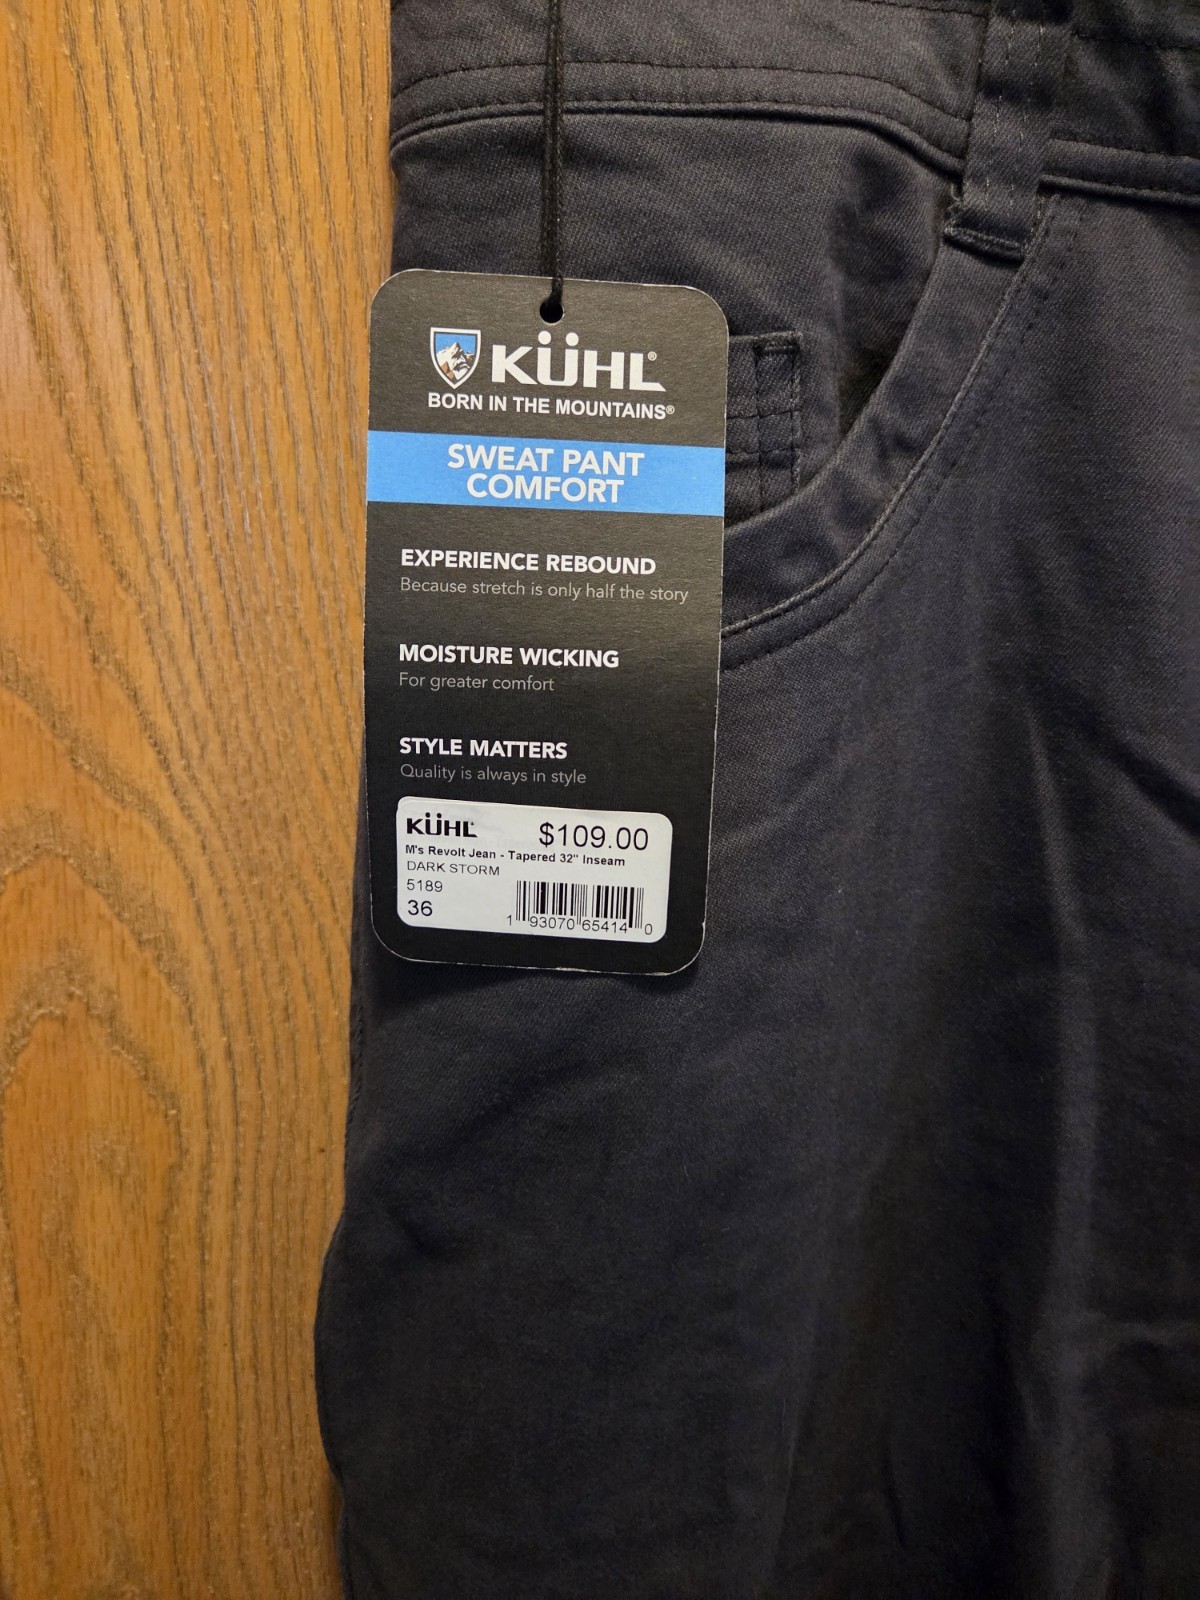 KÜHL®
BORN IN THE MOUNTAINS®
SWEAT PANT
COMFORT
EXPERIENCE REBOUND
Because stretch is only half the story
MOISTURE WICKING
For greater comfort
STYLE MATTERS
Quality is always in style
KÜHL $109.00
M's Revolt Jean - Tapered 32" Inseam
DARK STORM
5189
36
1 93070 65414 0